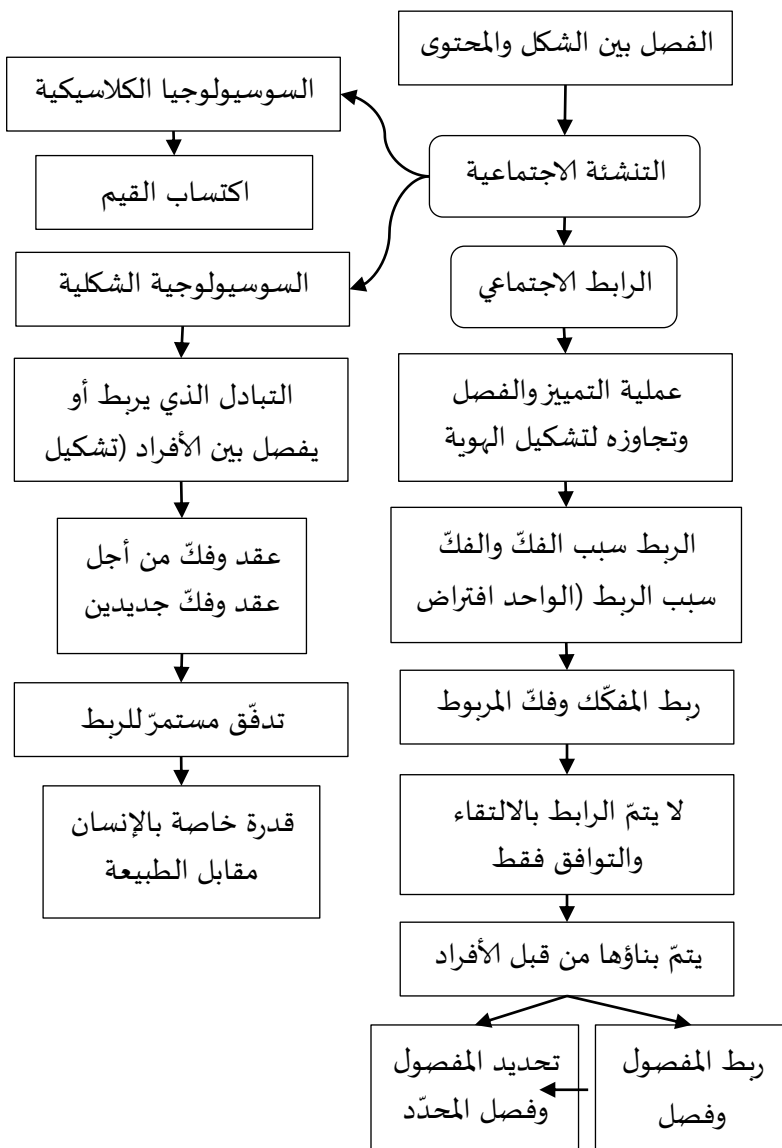 الفصل بين الشكل والمحتوى
السوسيولوجيا الكلاسيكية
التنشئة الاجتماعية
اكتساب القيم
الرابط الاجتماعي
السوسيولوجية الشكلية
عملية التمييز والفصل
وتجاوزه لتشكيل الهوية
التبادل الذي يربط أو
يفصل بين الأفراد (تشكيل
الربط سبب الفكّ والفكّ
سبب الربط (الواحد افتراض
عقد وفكّ من أجل
عقد وفكّ جديدين
ربط المفكّك وفكّ المربوط
تدفّق مستمرّ للربط
لا يتمّ الرابط بالالتقاء
والتوافق فقط
قدرة خاصة بالإنسان
مقابل الطبيعة
يتمّ بناؤها من قبل الأفراد
ربط المفصول
وفصل
تحديد المفصول
وفصل المحدّد